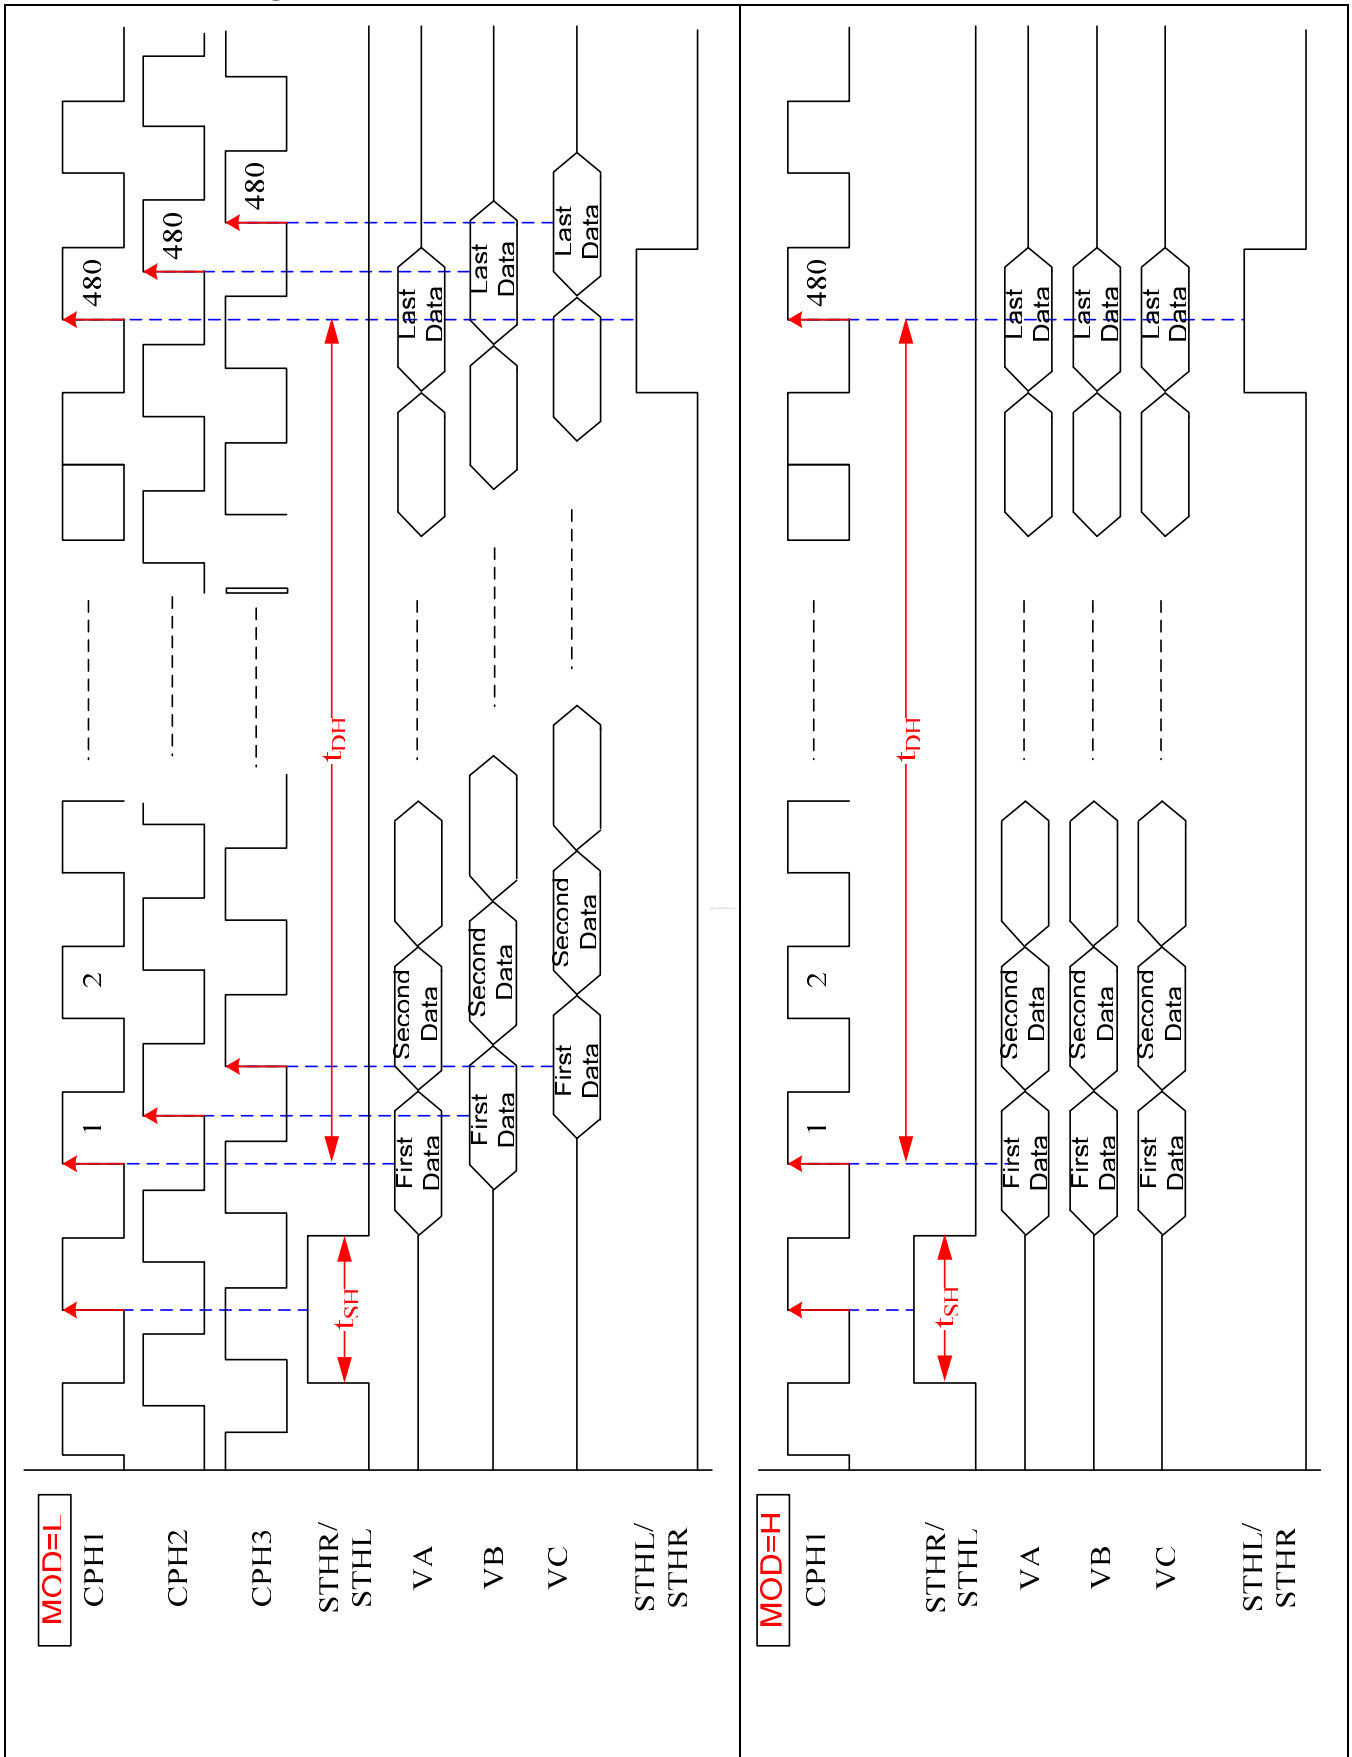 MOD=L
CPH1
1
2
480
CPH2
480
CPH3
480
STHR/
STHL
tSH
tDH
VA
First
Data
Second
Data
Last
Data
VB
First
Data
Second
Data
Last
Data
VC
First
Data
Second
Data
Last
Data
STHL/
STHR
MOD=H
CPH1
1
2
480
STHR/
STHL
tSH
tDH
VA
First
Data
Second
Data
Last
Data
VB
First
Data
Second
Data
Last
Data
VC
First
Data
Second
Data
Last
Data
STHL/
STHR